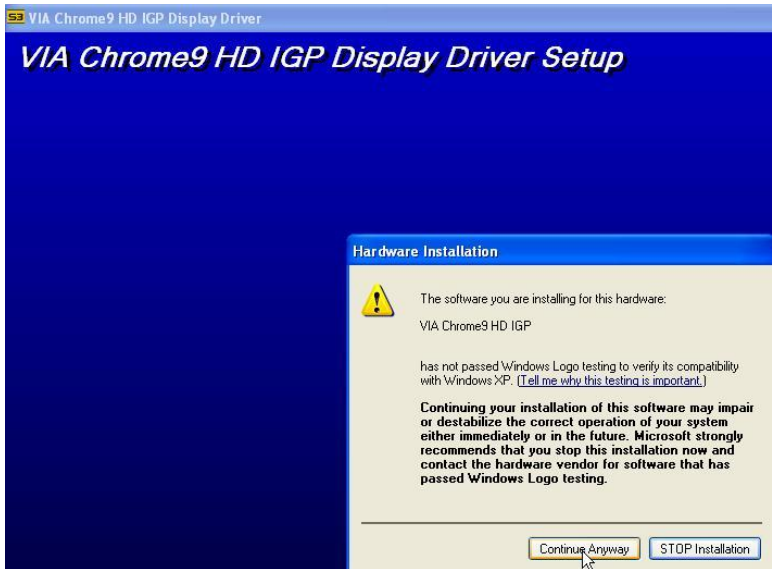 S3 VIA Chrome9 HD IGP Display Driver
VIA Chrome9 HD IGP Display Driver Setup
Hardware Installation
The software you are installing for this hardware:
VIA Chrome9 HD IGP
has not passed Windows Logo testing to verify its compatibility
with Windows XP. (Tell me why this testing is important.)
Continuing your installation of this software may impair
or destabilize the correct operation of your system
either immediately or in the future. Microsoft strongly
recommends that you stop this installation now and
contact the hardware vendor for software that has
passed Windows Logo testing.
Continue Anyway
STOP Installation